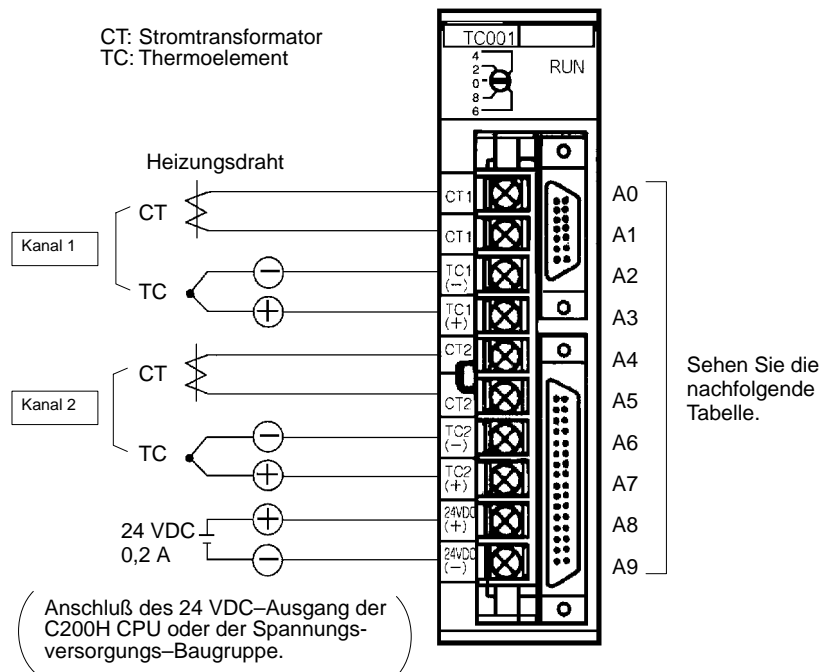 CT: Stromtransformator
TC: Thermoelement
TC001
RUN
4
2
0
8
6
Heizungsdraht
Kanal 1
CT
TC
CT1
CT1
TC1
(−)
TC1
(+)
A0
A1
A2
A3
Kanal 2
CT
TC
CT2
CT2
TC2
(−)
TC2
(+)
A4
A5
A6
A7
24 VDC
0,2 A
24VDC
(+)
24VDC
(−)
A8
A9
Sehen Sie die
nachfolgende
Tabelle.
Anschluß des 24 VDC–Ausgang der
C200H CPU oder der Spannungs-
versorgungs–Baugruppe.